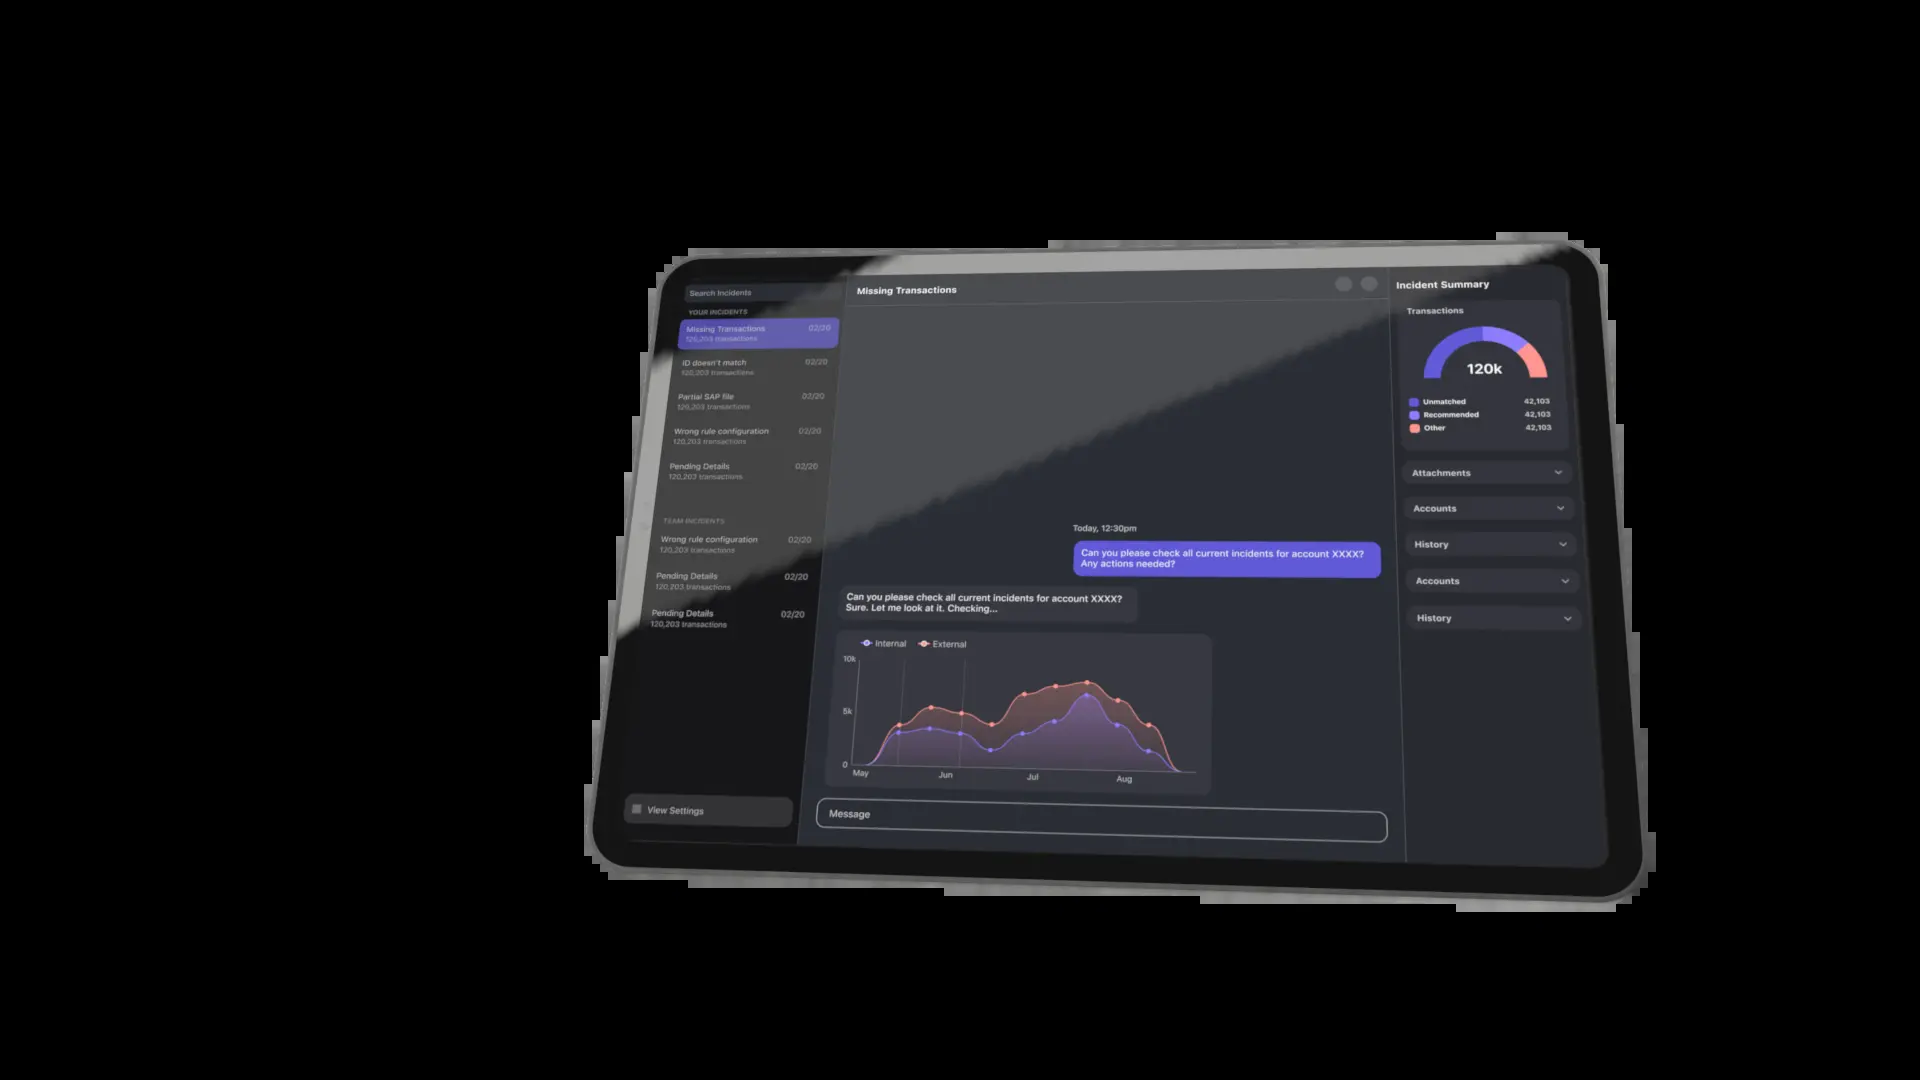 Search Incidents
YOUR INCIDENTS
Missing Transactions 02/20
120,203 transactions
ID doesn't match 02/20
120,203 transactions
Partial SAP file 02/20
120,203 transactions
Wrong rule configuration 02/20
120,203 transactions
Pending Details 02/20
120,203 transactions
TEAM INCIDENTS
Wrong rule configuration 02/20
120,203 transactions
Pending Details 02/20
120,203 transactions
Pending Details 02/20
120,203 transactions
View Settings
Missing Transactions
Today, 12:30pm
Can you please check all current incidents for account XXXX?
Any actions needed?
Can you please check all current incidents for account XXXX?
Sure. Let me look at it. Checking...
Internal External
10k
5k
0
May Jun Jul Aug
Message
Incident Summary
Transactions
120k
Unmatched 42,103
Recommended 42,103
Other 42,103
Attachments
Accounts
History
Accounts
History